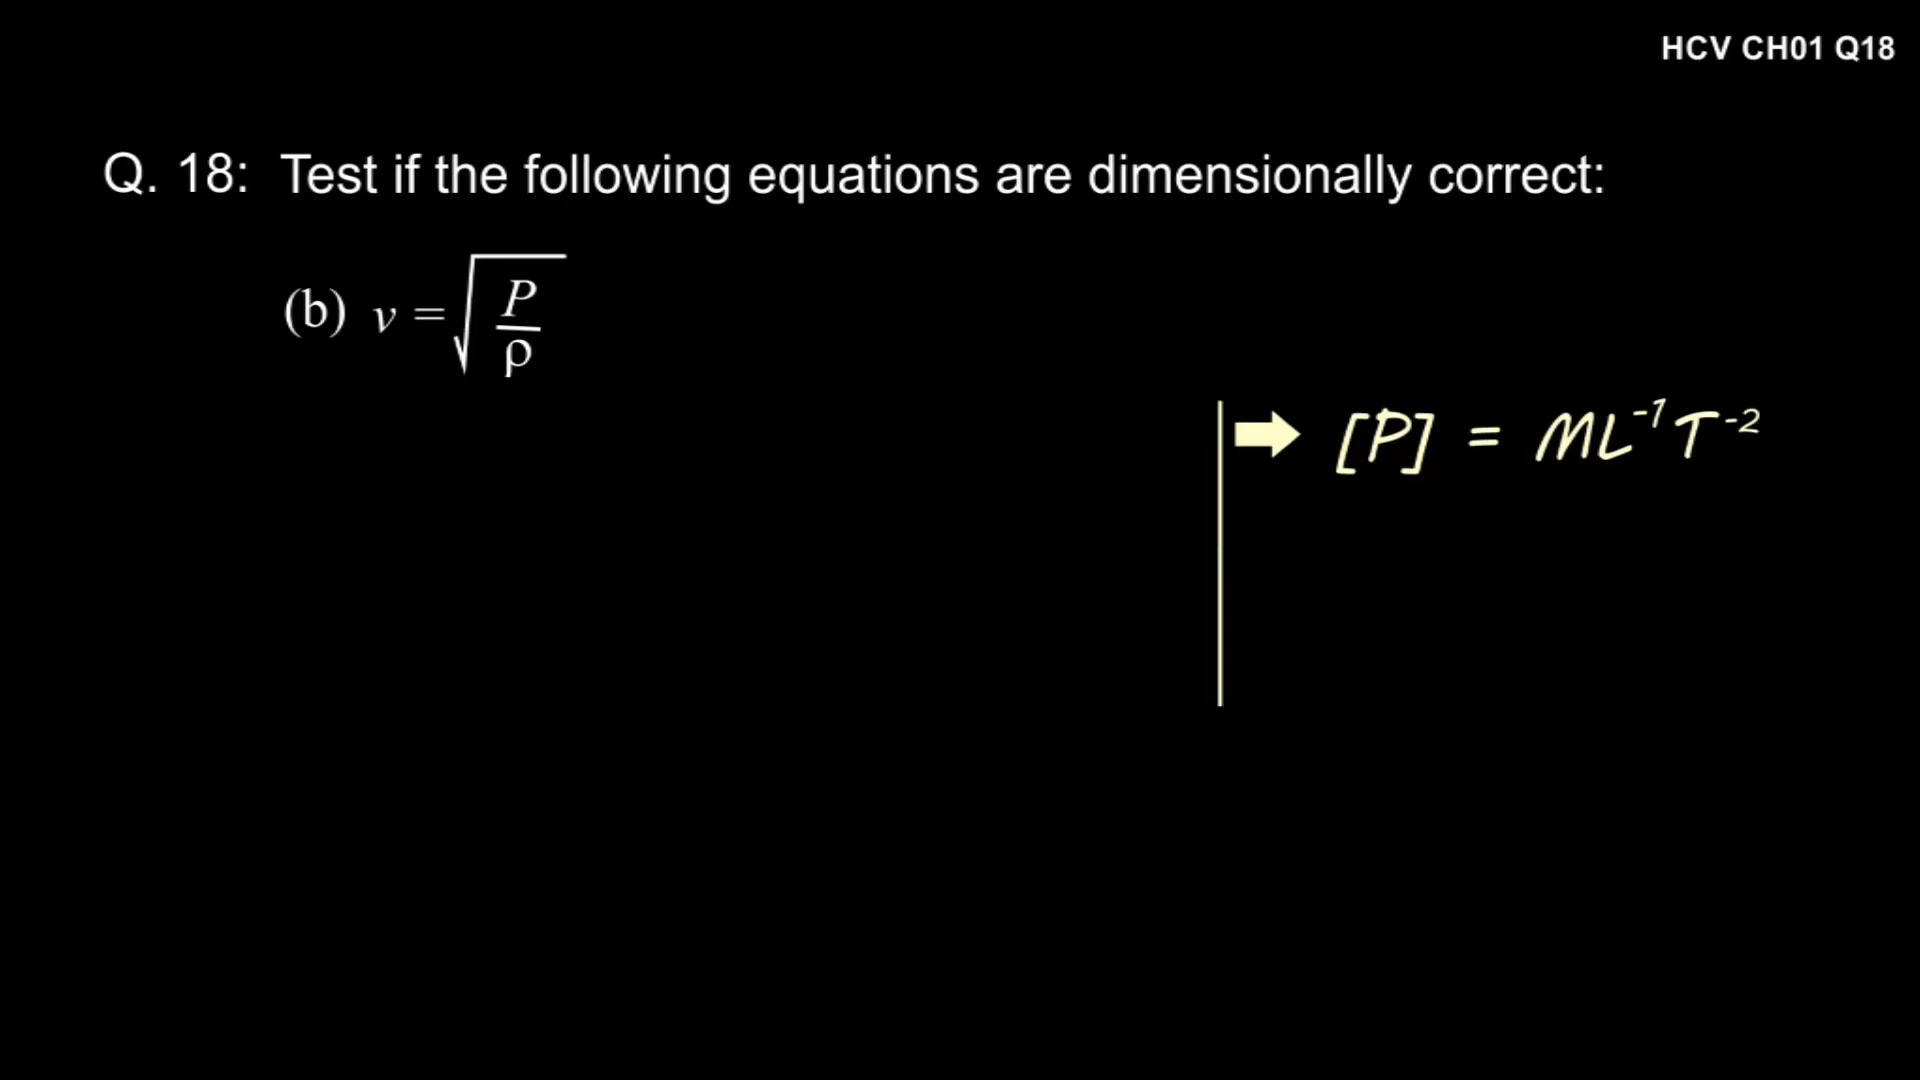 HCV CH01 Q18
Q. 18: Test if the following equations are dimensionally correct:
(b) v = √(P/ρ)
[P] = ML⁻¹T⁻²